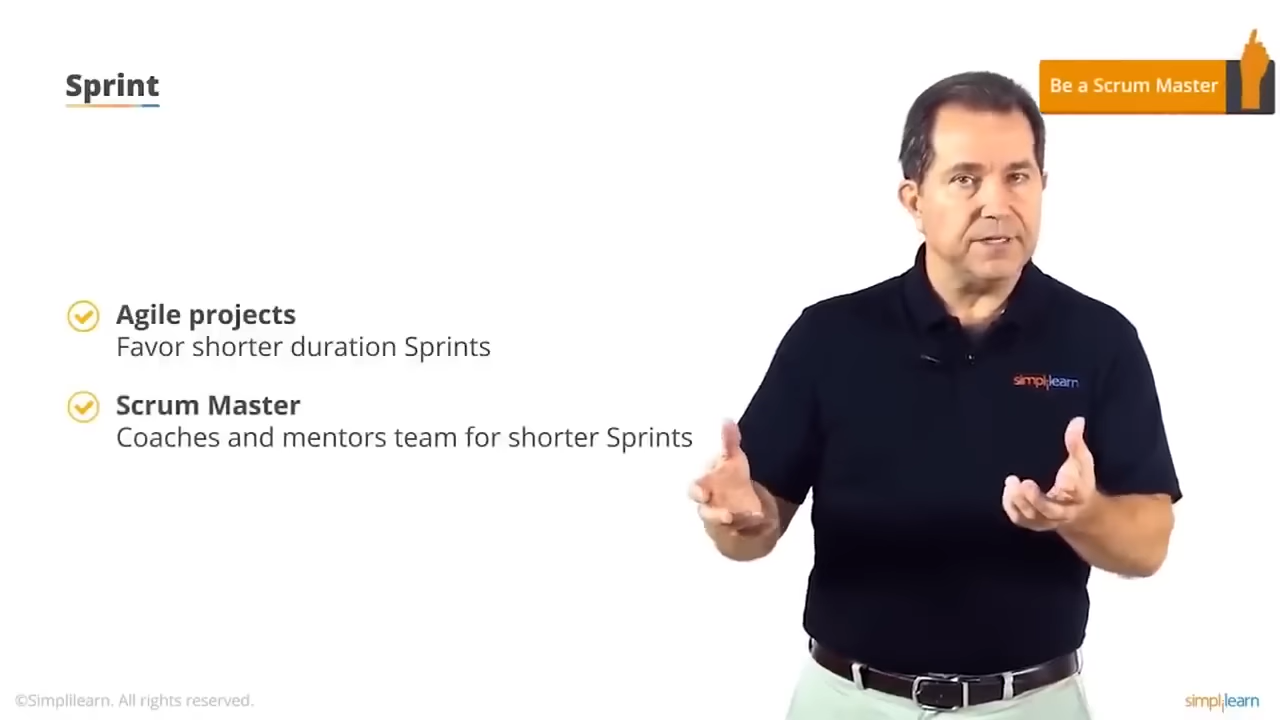 Sprint
Be a Scrum Master
Agile projects
Favor shorter duration Sprints
Scrum Master
Coaches and mentors team for shorter Sprints
simplilearn
©Simplilearn. All rights reserved.
simplilearn